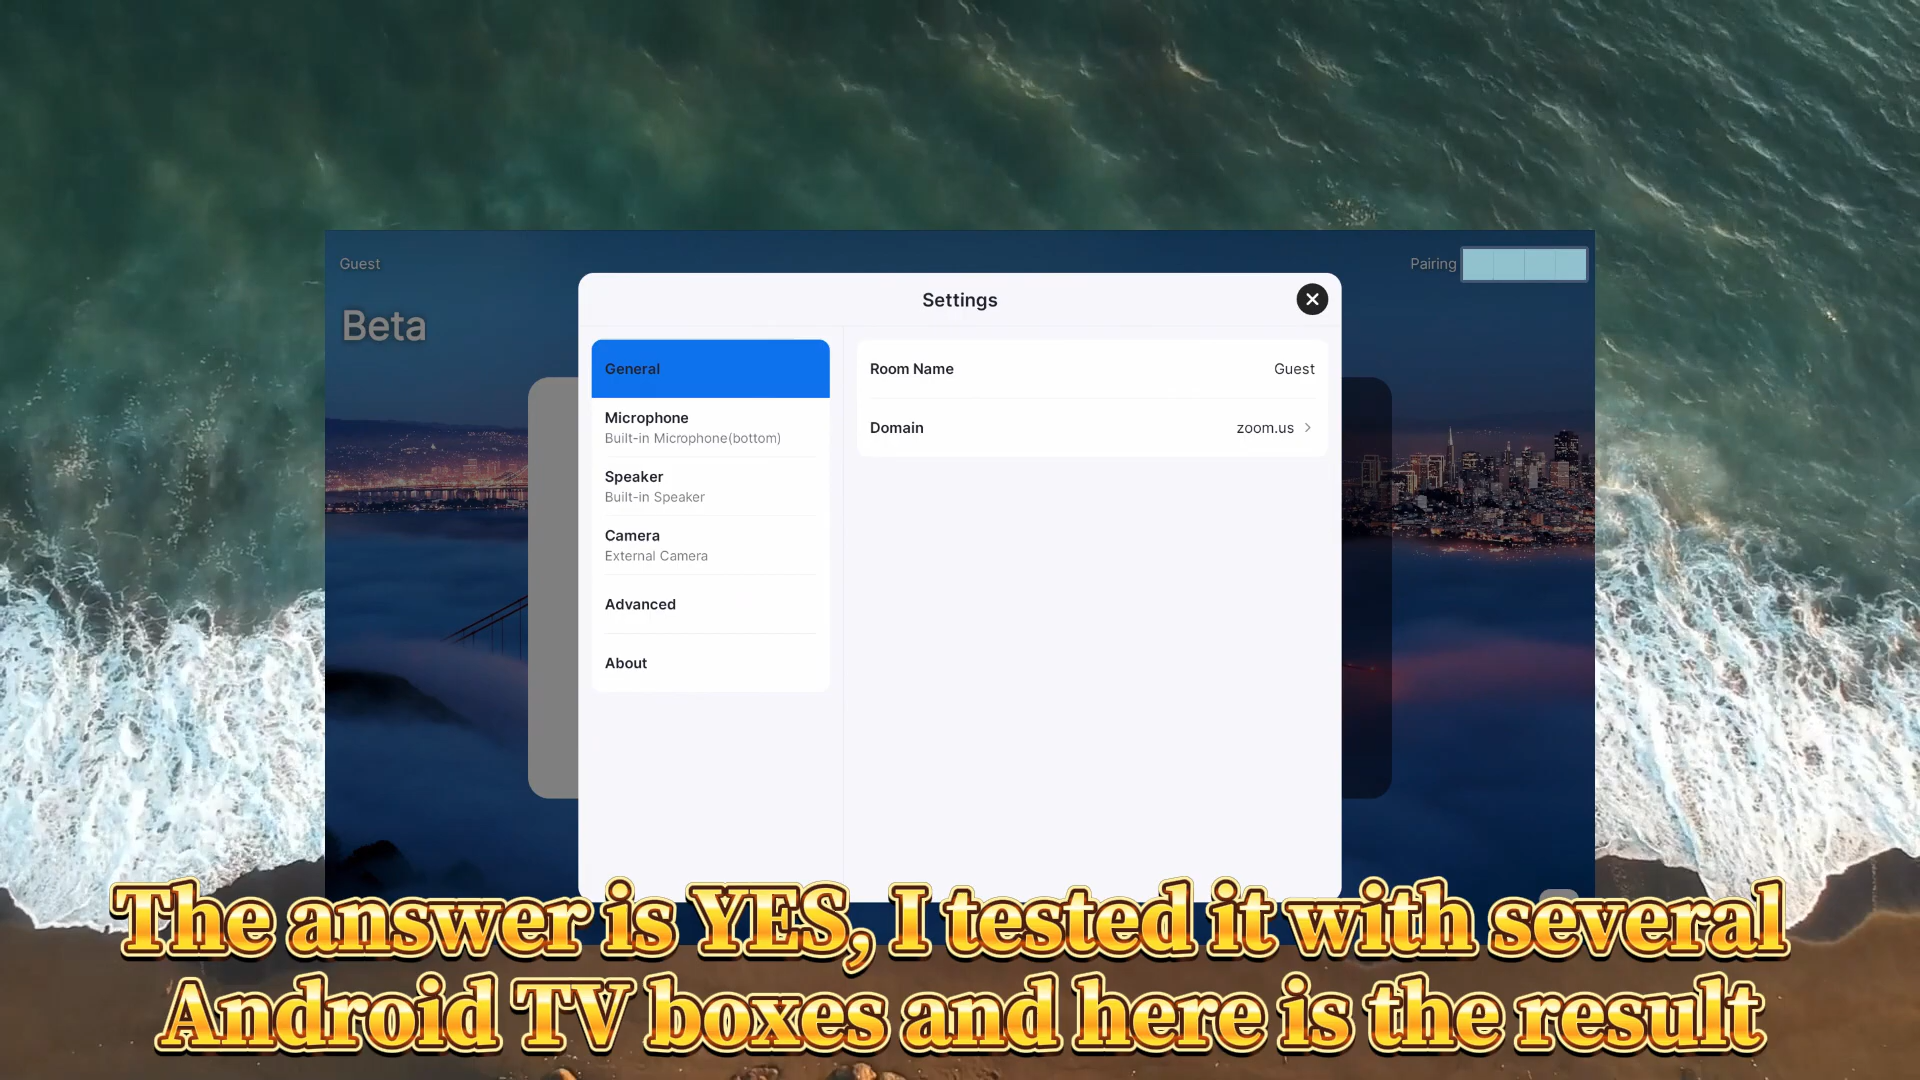 Guest
Pairing
Beta
Settings
General
Microphone
Built-in Microphone(bottom)
Speaker
Built-in Speaker
Camera
External Camera
Advanced
About
Room Name Guest
Domain zoom.us
The answer is YES, I tested it with several
Android TV boxes and here is the result